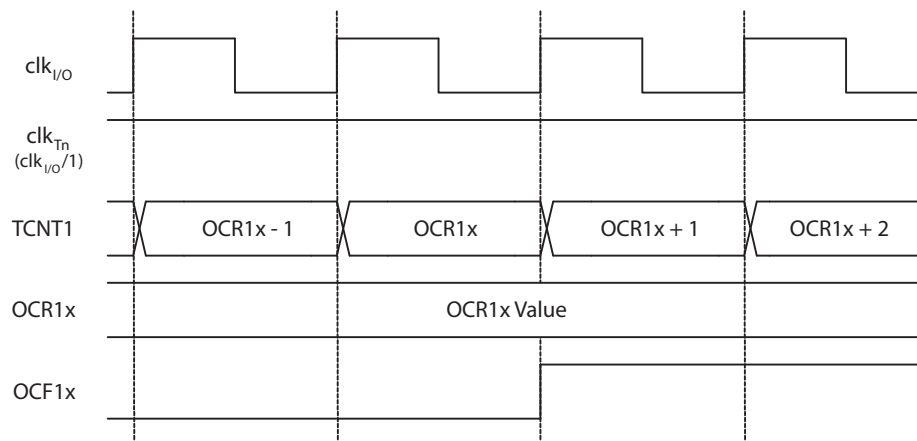 clkI/O
clkTn
(clkI/O/1)
TCNT1 OCR1x - 1 OCR1x OCR1x + 1 OCR1x + 2
OCR1x OCR1x Value
OCF1x